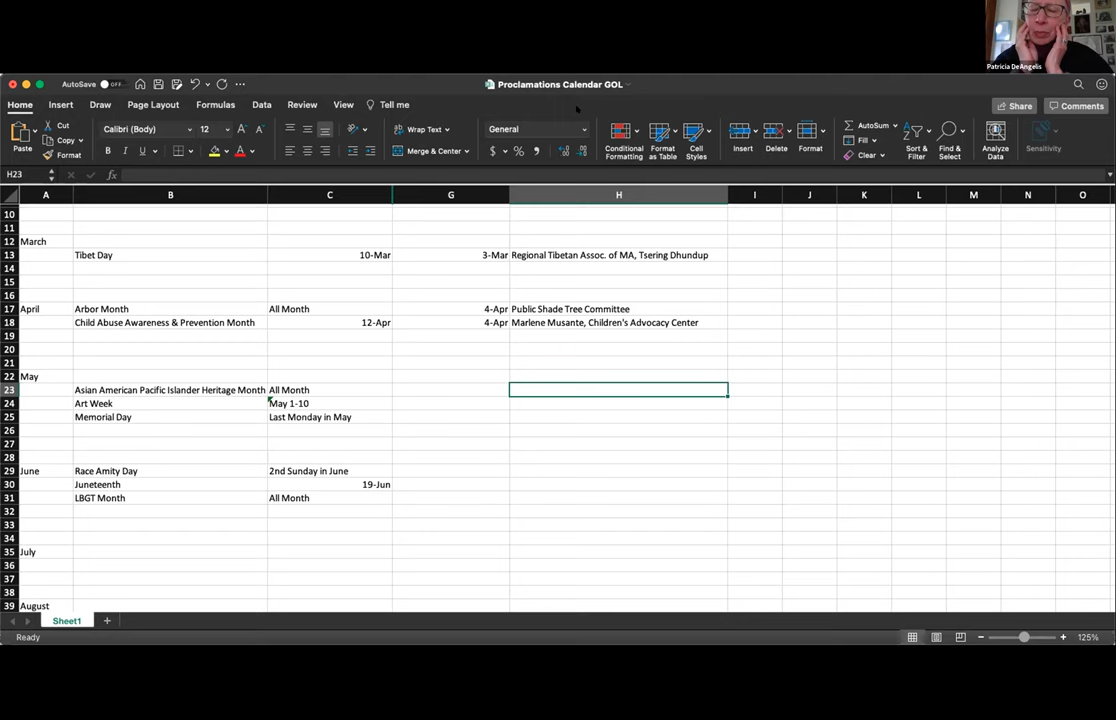 Patricia DeAngelis
AutoSave OFF
Proclamations Calendar GOL
Home Insert Draw Page Layout Formulas Data Review View Tell me Share Comments
Paste Cut Copy Format
Calibri (Body) 12 A A
B I U A
Wrap Text
Merge & Center
General
$ %
Conditional Formatting Format as Table Cell Styles
Insert Delete Format
AutoSum
Fill
Clear
Sort & Filter Find & Select Analyze Data Sensitivity
H23 fx
A B C G H I J K L M N O
10
11
12 March
13 Tibet Day 10-Mar 3-Mar Regional Tibetan Assoc. of MA, Tsering Dhundup
14
15
16
17 April Arbor Month All Month 4-Apr Public Shade Tree Committee
18 Child Abuse Awareness & Prevention Month 12-Apr 4-Apr Marlene Musante, Children's Advocacy Center
19
20
21
22 May
23 Asian American Pacific Islander Heritage Month All Month
24 Art Week May 1-10
25 Memorial Day Last Monday in May
26
27
28
29 June Race Amity Day 2nd Sunday in June
30 Juneteenth 19-Jun
31 LBGT Month All Month
32
33
34
35 July
36
37
38
39 August
Sheet1
Ready 125%